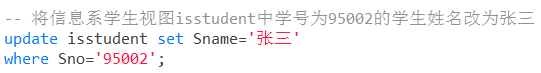 -- 将信息系学生视图isstudent中学号为95002的学生姓名改为张三
update isstudent set Sname='张三'
where Sno='95002';